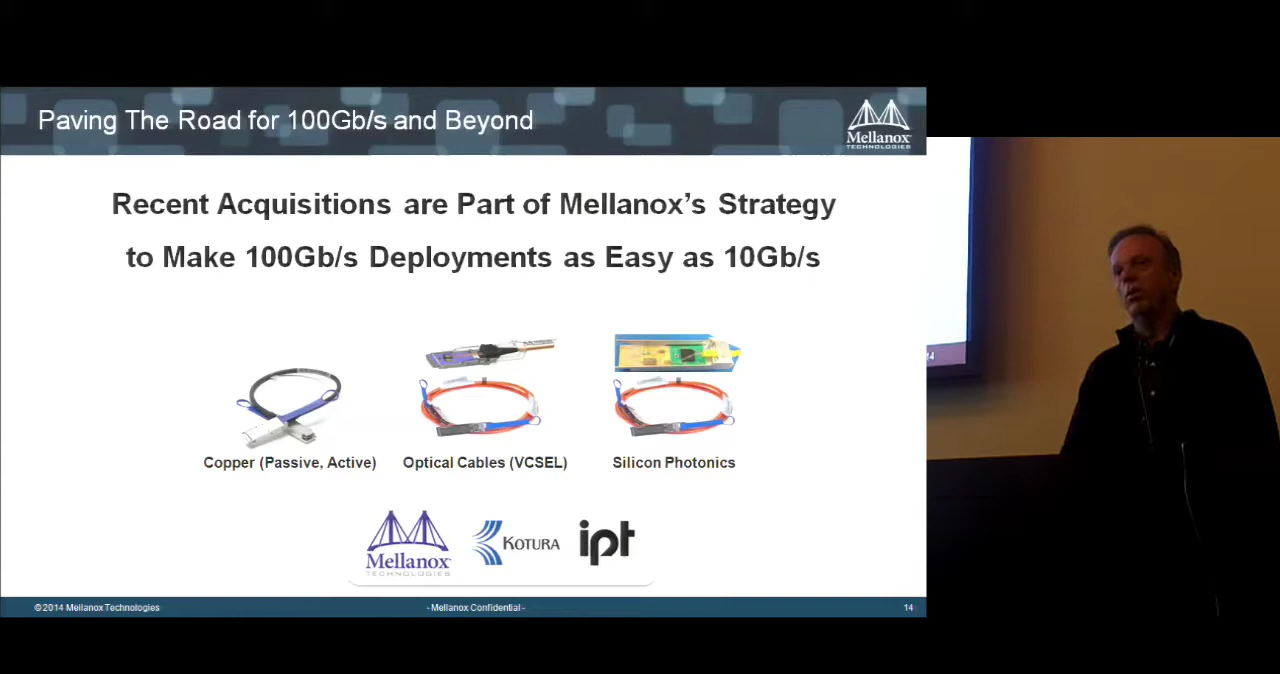 Paving The Road for 100Gb/s and Beyond
Mellanox
TECHNOLOGIES
Recent Acquisitions are Part of Mellanox's Strategy
to Make 100Gb/s Deployments as Easy as 10Gb/s
Copper (Passive, Active)
Optical Cables (VCSEL)
Silicon Photonics
Mellanox
TECHNOLOGIES
KOTURA
ipt
© 2014 Mellanox Technologies
- Mellanox Confidential -
14
14